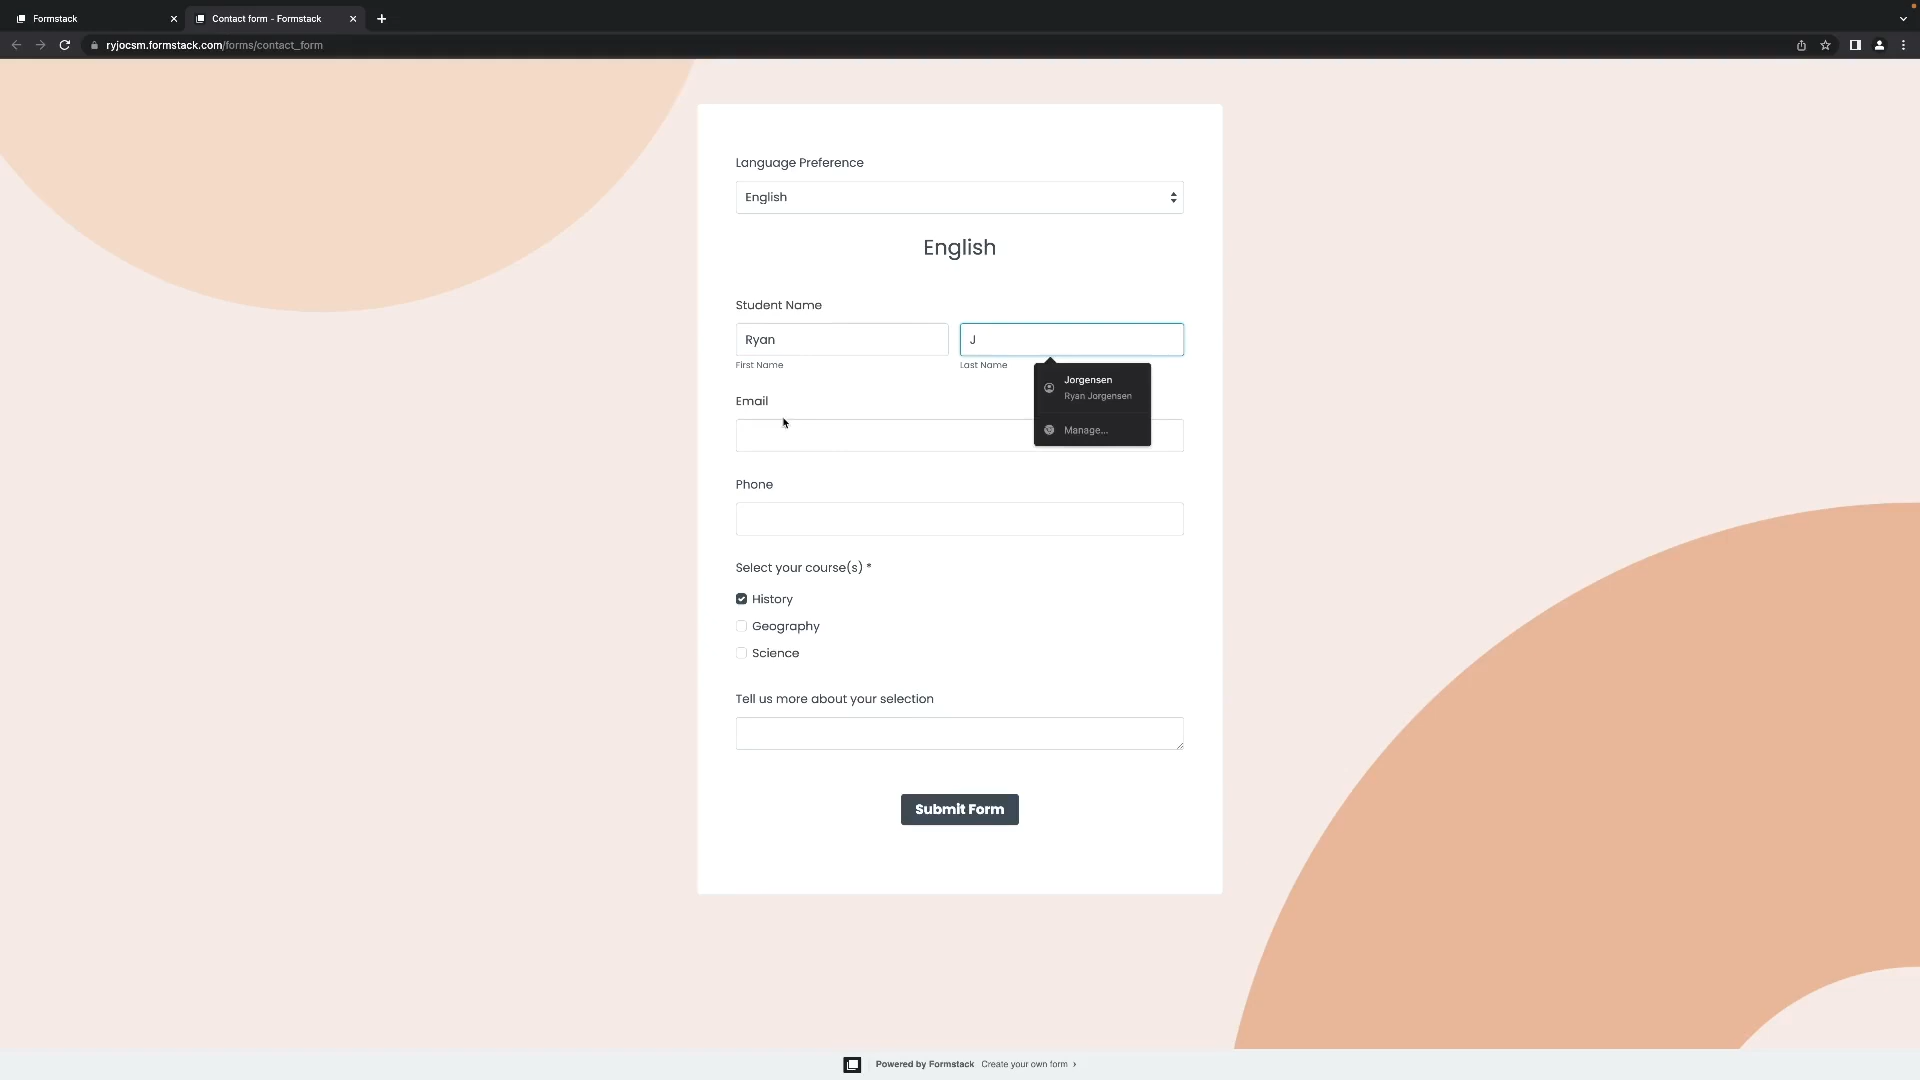 Formstack
Contact form - Formstack
ryjocsm.formstack.com/forms/contact_form
Language Preference
English
English
Student Name
Ryan
J
First Name
Last Name
Jorgensen
Ryan Jorgensen
Manage...
Email
Phone
Select your course(s) *
History
Geography
Science
Tell us more about your selection
Submit Form
Powered by Formstack Create your own form ›